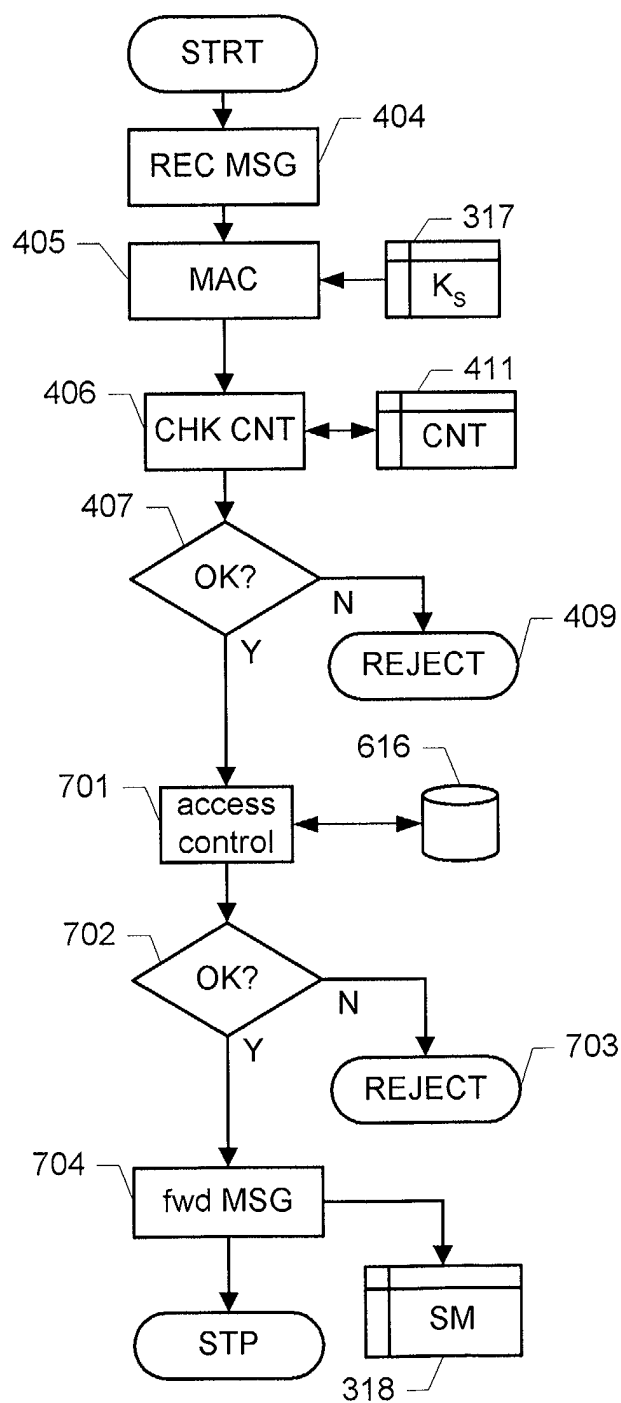 STRT
404
REC MSG
405
317
MAC
K_S
406
411
CHK CNT
CNT
407
OK?
N
Y
409
REJECT
616
701
access
control
702
OK?
N
Y
703
REJECT
704
fwd MSG
STP
SM
318